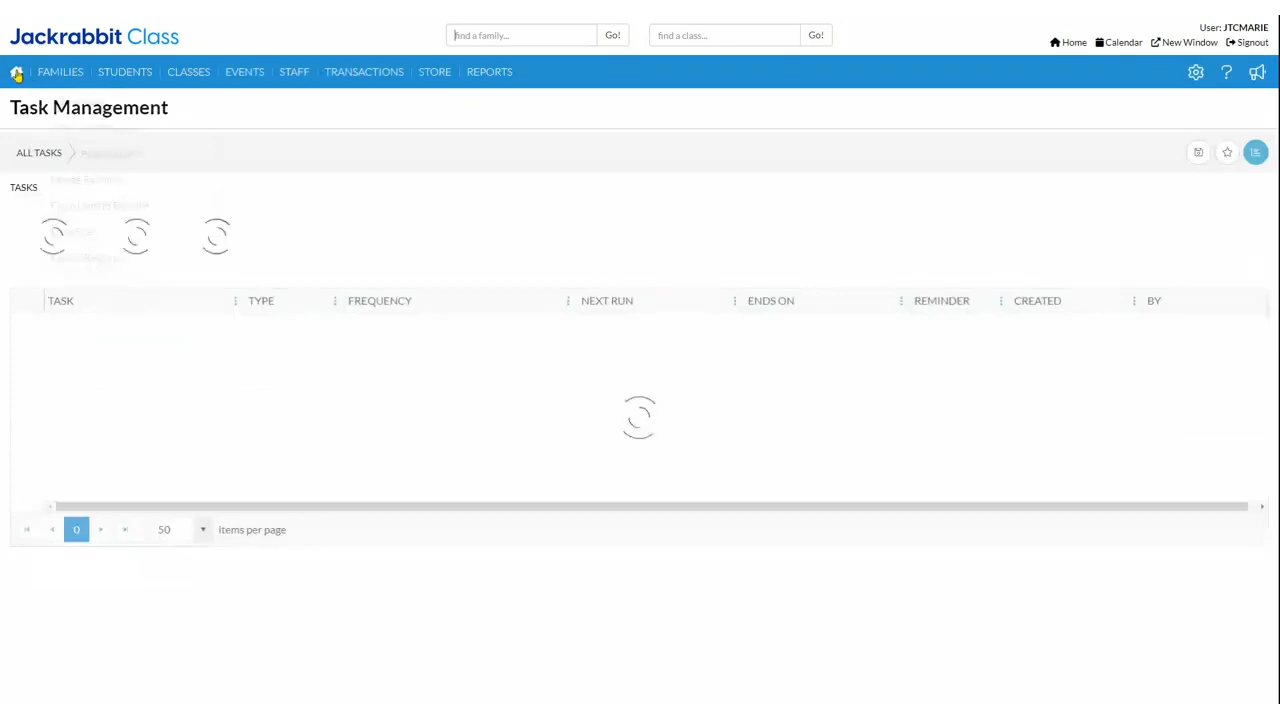 Jackrabbit Class
find a family... Go! find a class... Go!
User: JTCMARIE
Home Calendar New Window Signout
FAMILIES STUDENTS CLASSES EVENTS STAFF TRANSACTIONS STORE REPORTS
Task Management
ALL TASKS
TASKS
TASK TYPE FREQUENCY NEXT RUN ENDS ON REMINDER CREATED BY
0 50 items per page